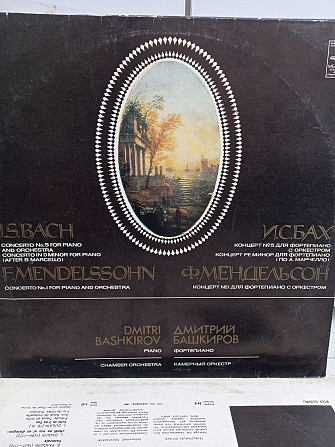 I.S.BACH
CONCERTO No.5 FOR PIANO
AND ORCHESTRA
CONCERTO IN D MINOR FOR PIANO
(AFTER B. MARCELLO)
F.MENDELSSOHN
CONCERTO No.1 FOR PIANO AND ORCHESTRA
И.С.БАХ
КОНЦЕРТ №5 ДЛЯ ФОРТЕПИАНО
С ОРКЕСТРОМ
КОНЦЕРТ РЕ МИНОР ДЛЯ ФОРТЕПИАНО
(ПО А. МАРЧЕЛЛО)
Ф.МЕНДЕЛЬСОН
КОНЦЕРТ №1 ДЛЯ ФОРТЕПИАНО С ОРКЕСТРОМ
DMITRI
BASHKIROV
PIANO
CHAMBER ORCHESTRA
ДМИТРИЙ
БАШКИРОВ
ФОРТЕПИАНО
КАМЕРНЫЙ ОРКЕСТР